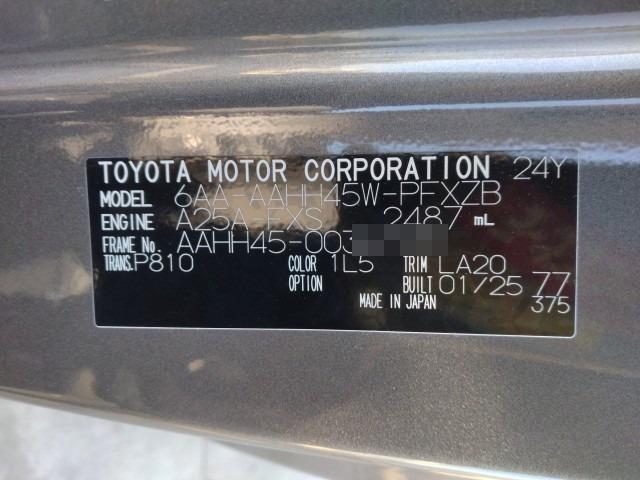 TOYOTA MOTOR CORPORATION 24Y
MODEL 6AA-AAHH45W-PFXZB
ENGINE A25A-FXS 2487 mL
FRAME No. AAHH45-003
TRANS. P810 COLOR 1L5 TRIM LA20
OPTION BUILT 01/25 77
MADE IN JAPAN 375